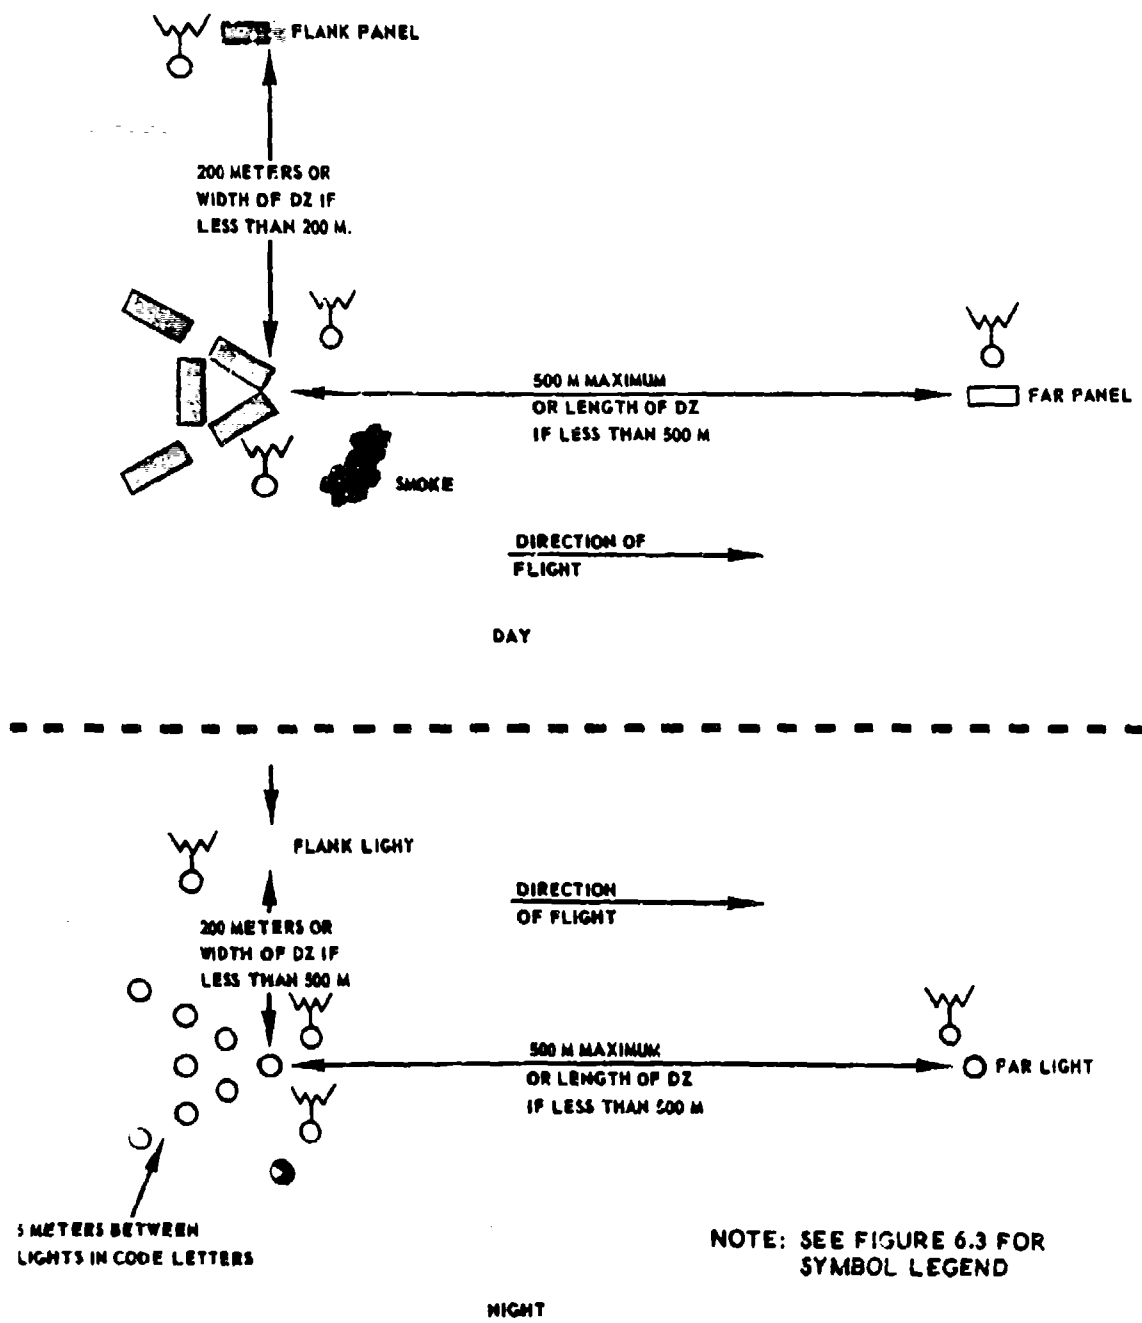 FLANK PANEL
200 METERS OR
WIDTH OF DZ IF
LESS THAN 200 M.
500 M MAXIMUM
OR LENGTH OF DZ
IF LESS THAN 500 M
FAR PANEL
SMOKE
DIRECTION OF
FLIGHT
DAY
FLANK LIGHT
DIRECTION
OF FLIGHT
200 METERS OR
WIDTH OF DZ IF
LESS THAN 500 M
500 M MAXIMUM
OR LENGTH OF DZ
IF LESS THAN 500 M
FAR LIGHT
5 METERS BETWEEN
LIGHTS IN CODE LETTERS
NOTE: SEE FIGURE 6.3 FOR
SYMBOL LEGEND
NIGHT